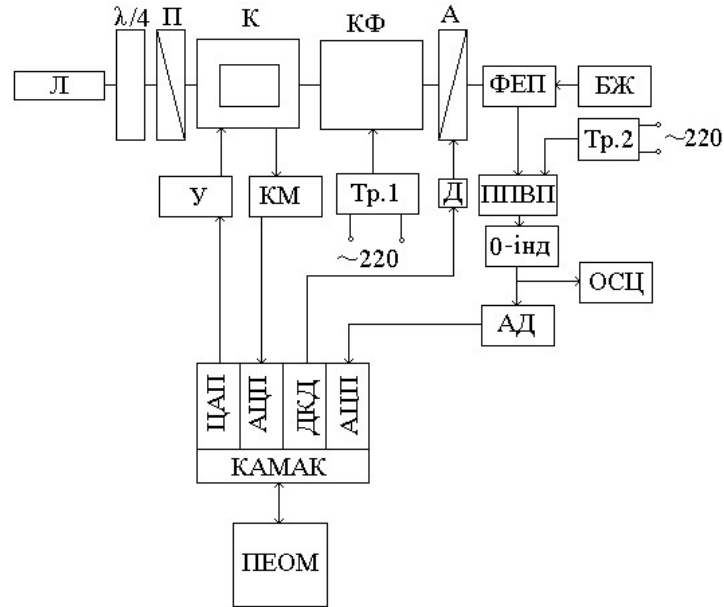 λ/4 П К КФ А
Л ФЕП БЖ
Тр.2 ~220
У КМ Тр.1 Д ППВП
~220 0-інд
ОСЦ
АД
ЦАП АЦП ДКД АЦП
КАМАК
ПЕОМ